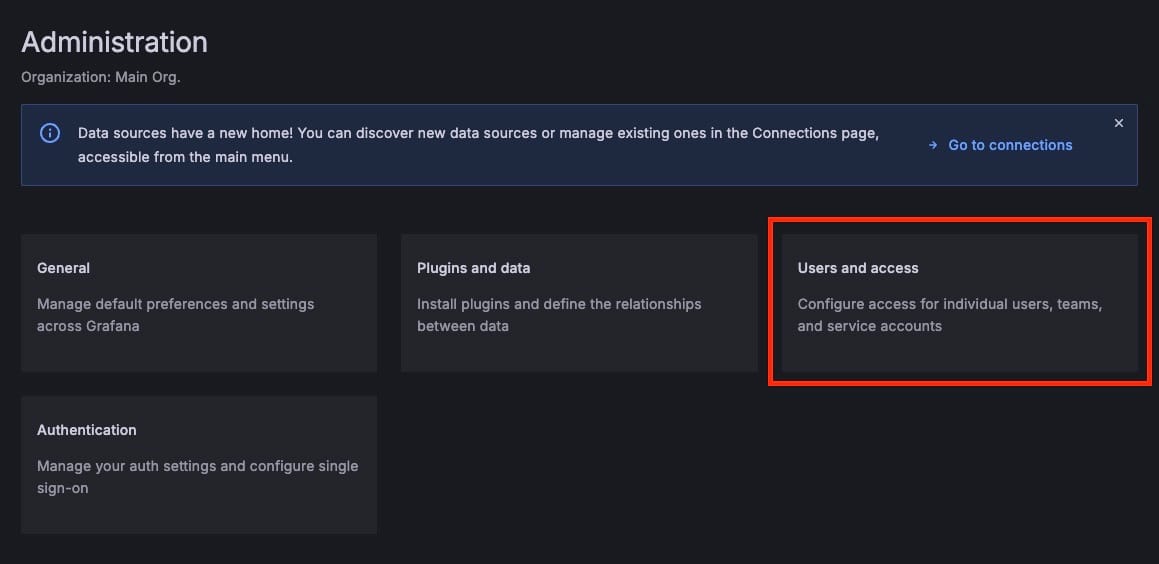 Administration
Organization: Main Org.
Data sources have a new home! You can discover new data sources or manage existing ones in the Connections page,
accessible from the main menu.
Go to connections
General
Manage default preferences and settings
across Grafana
Plugins and data
Install plugins and define the relationships
between data
Users and access
Configure access for individual users, teams,
and service accounts
Authentication
Manage your auth settings and configure single
sign-on